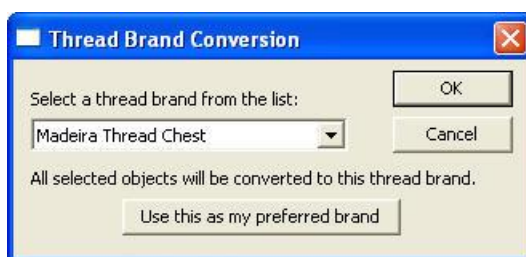 Thread Brand Conversion
Select a thread brand from the list:
OK
Madeira Thread Chest
Cancel
All selected objects will be converted to this thread brand.
Use this as my preferred brand